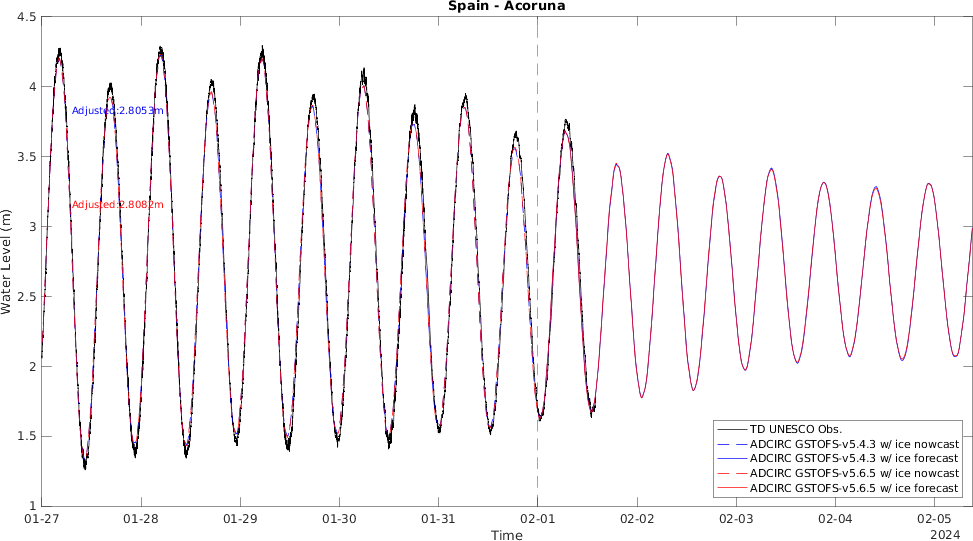 Spain - Acoruna
4.5
4
3.5
3
2.5
2
1.5
1
Water Level (m)
Adjusted:2.8053m
Adjusted:2.8082m
TD UNESCO Obs.
ADCIRC GSTOFS-v5.4.3 w/ ice nowcast
ADCIRC GSTOFS-v5.4.3 w/ ice forecast
ADCIRC GSTOFS-v5.6.5 w/ ice nowcast
ADCIRC GSTOFS-v5.6.5 w/ ice forecast
01-27 01-28 01-29 01-30 01-31 02-01 02-02 02-03 02-04 02-05
2024
Time